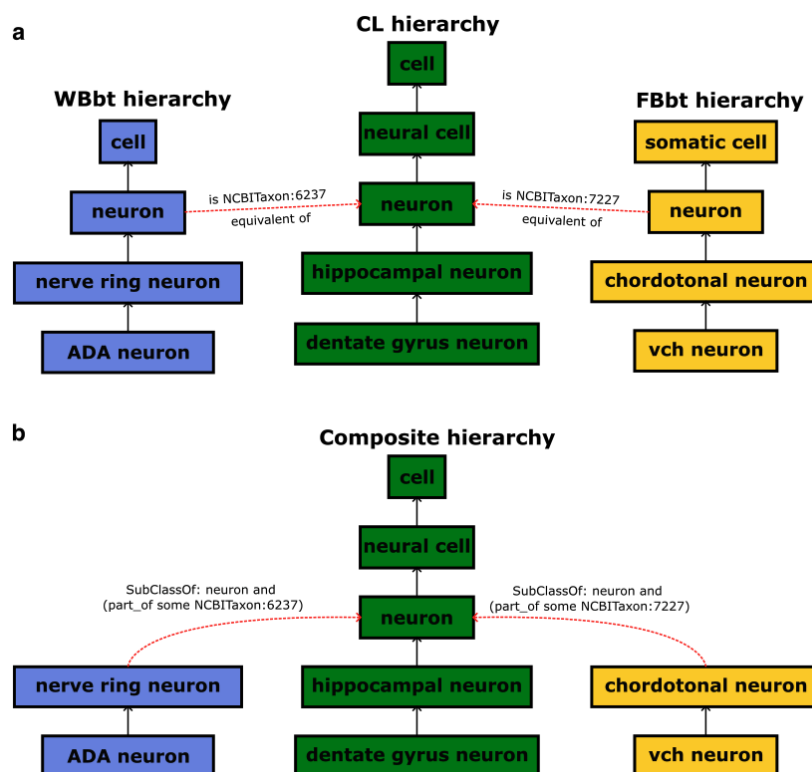 a
CL hierarchy
cell
WBbt hierarchy
FBbt hierarchy
cell
neural cell
somatic cell
is NCBITaxon:6237
is NCBITaxon:7227
neuron
neuron
neuron
equivalent of
equivalent of
nerve ring neuron
hippocampal neuron
chordotonal neuron
ADA neuron
dentate gyrus neuron
vch neuron
b
Composite hierarchy
cell
neural cell
SubClassOf: neuron and
(part_of some NCBITaxon:6237)
SubClassOf: neuron and
(part_of some NCBITaxon:7227)
neuron
nerve ring neuron
hippocampal neuron
chordotonal neuron
ADA neuron
dentate gyrus neuron
vch neuron